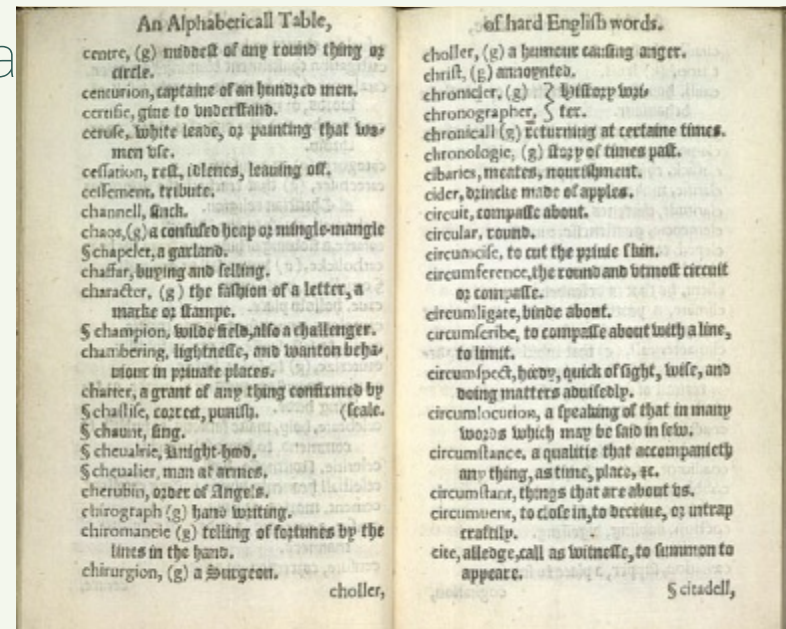 a
An Alphabeticall Table,
centre, (g) middest of any round thing or
circle.
centurion, captaine of an hundred men.
certifie, giue to vnderstand.
ceruse, white leade, or painting that wo-
men vse.
cessation, rest, idlenes, leauing off.
cessement, tribute.
channell, sinck.
chaos, (g) a confused heap or mingle-mangle
§ chapelet, a garland.
chaffar, buying and selling.
character, (g) the fashion of a letter, a
marke or stampe.
§ champion, wilde field, also a challenger.
chambering, lightnesse, and wanton beha-
uiour in priuate places.
charter, a grant of any thing confirmed by
§ chastise, correct, punish. (seale.
§ chaunt, sing.
§ cheualrie, knight-hood,
§ cheualier, man at armes.
cherubin, order of Angels.
chirograph (g) hand writing.
chiromancie (g) telling of fortunes by the
lines in the hand.
chirurgion, (g) a Surgeon.
choller,
of hard English words.
choller, (g) a humour causing anger.
christ, (g) annoynted.
chronicler, (g) } history wri-
chronographer, } ter.
chronicall (g) returning at certaine times.
chronologie, (g) story of times past.
cibaries, meates, nourishment.
cider, drincke made of apples.
circuit, compasse about.
circular, round.
circumcise, to cut the priuie skin.
circumference, the round and vtmost circuit
or compasse.
circumligate, binde about.
circumscribe, to compasse about with a line,
to limit.
circumspect, heedy, quick of sight, wise, and
doing matters aduisedly.
circumlocution, a speaking of that in many
words which may be said in few.
circumstance, a qualitie that accompanieth
any thing, as time, place, &c.
circumstant, things that are about vs.
circumuent, to close in, to deceiue, or intrap
craftily.
cite, alledge, call as witnesse, to summon to
appeare.
§ citadell,